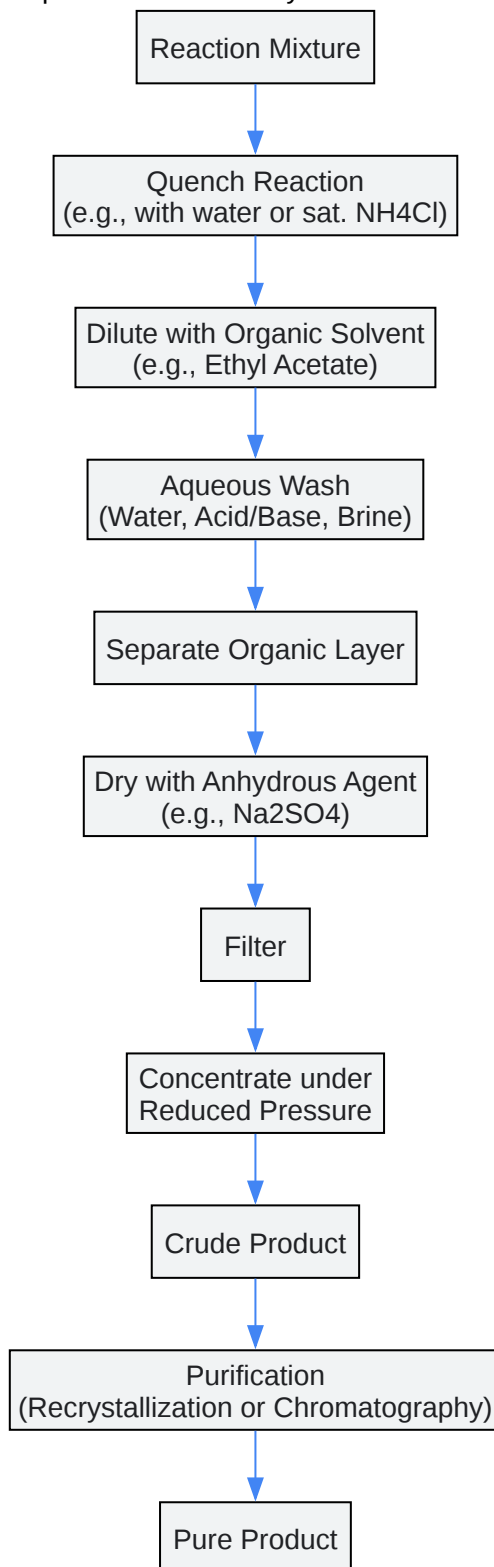 Reaction Mixture
Quench Reaction
(e.g., with water or sat. NH4Cl)
Dilute with Organic Solvent
(e.g., Ethyl Acetate)
Aqueous Wash
(Water, Acid/Base, Brine)
Separate Organic Layer
Dry with Anhydrous Agent
(e.g., Na2SO4)
Filter
Concentrate under
Reduced Pressure
Crude Product
Purification
(Recrystallization or Chromatography)
Pure Product